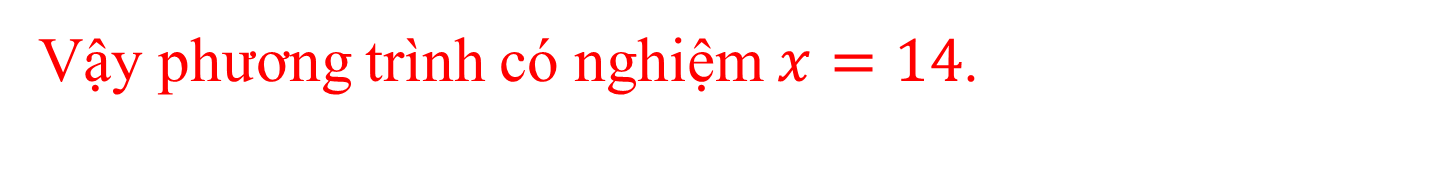 Vậy phương trình có nghiệm x = 14.